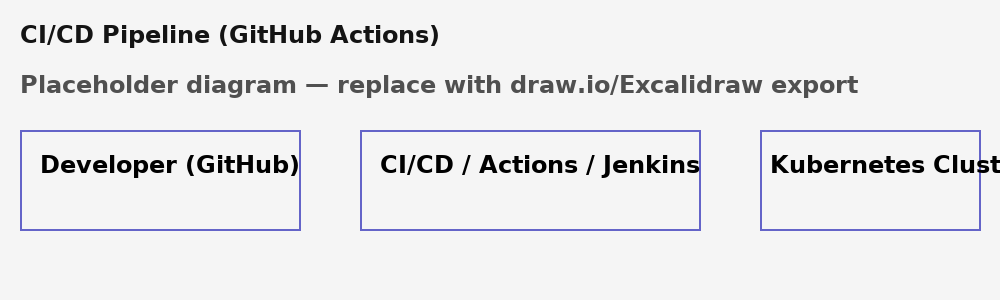 CI/CD Pipeline (GitHub Actions)
Placeholder diagram — replace with draw.io/Excalidraw export
Developer (GitHub)
CI/CD / Actions / Jenkins
Kubernetes Clust